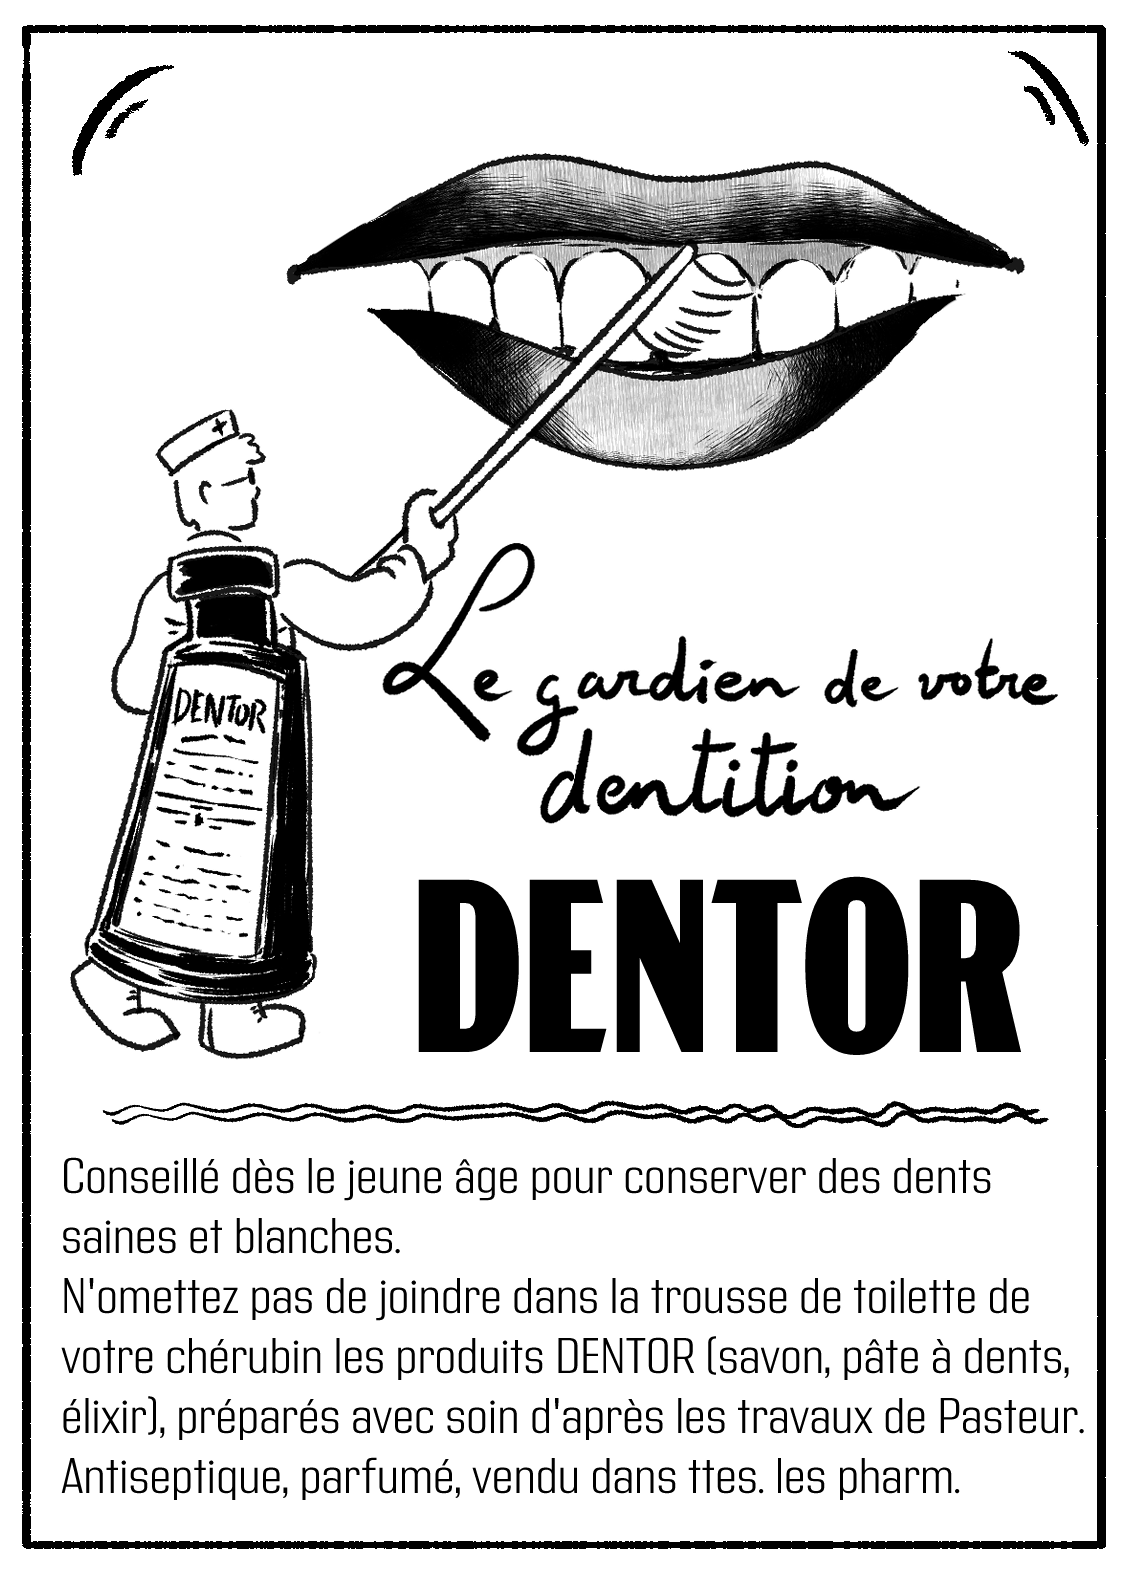 DENTOR
Le gardien de votre
dentition
DENTOR
Conseillé dès le jeune âge pour conserver des dents
saines et blanches.
N'omettez pas de joindre dans la trousse de toilette de
votre chérubin les produits DENTOR (savon, pâte à dents,
élixir), préparés avec soin d'après les travaux de Pasteur.
Antiseptique, parfumé, vendu dans ttes. les pharm.